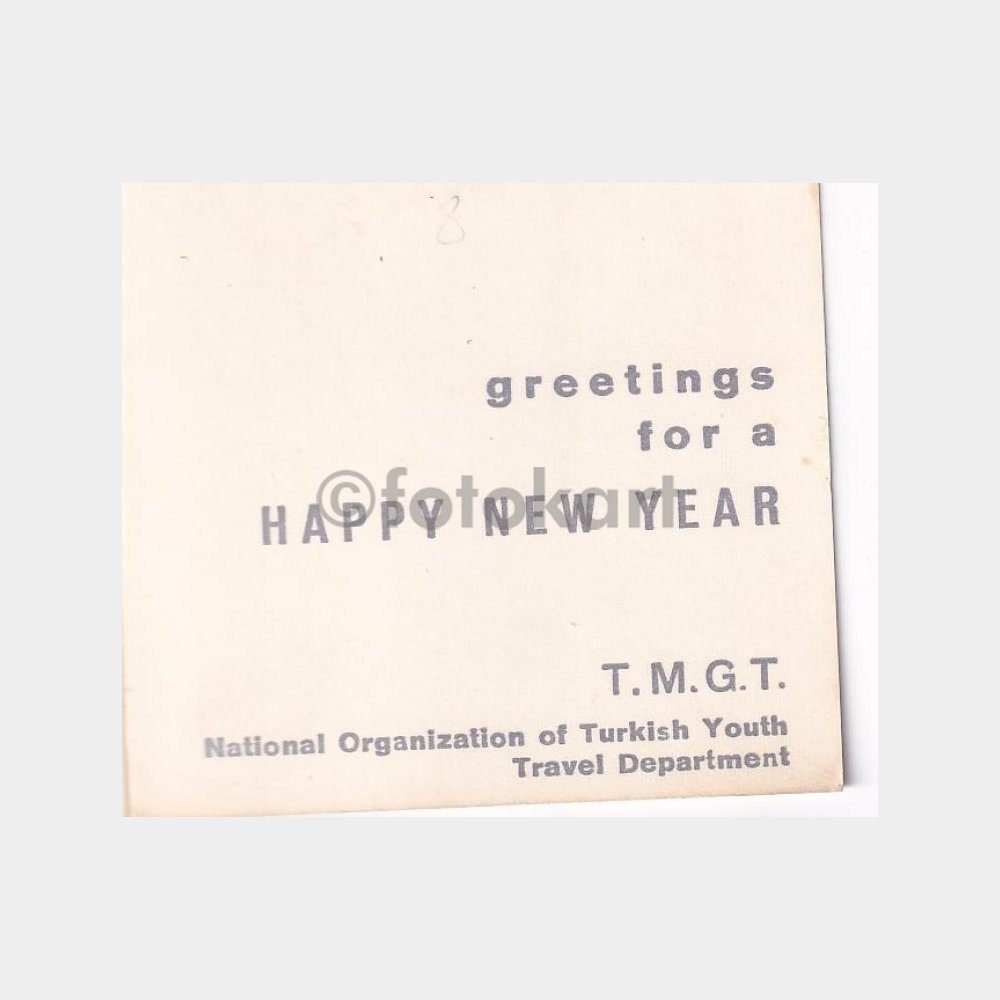 8
greetings
for a
HAPPY NEW YEAR
©fotokart
T.M.G.T.
National Organization of Turkish Youth
Travel Department